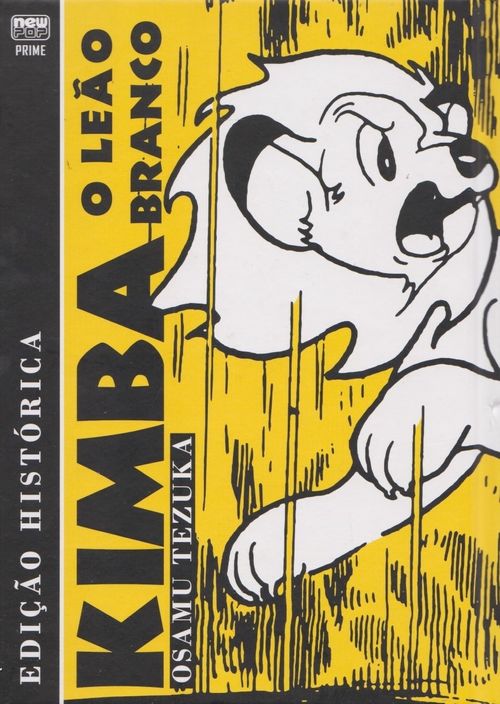 new
POP
PRIME
EDIÇÃO HISTÓRICA
KIMBA
O LEÃO
BRANCO
OSAMU TEZUKA